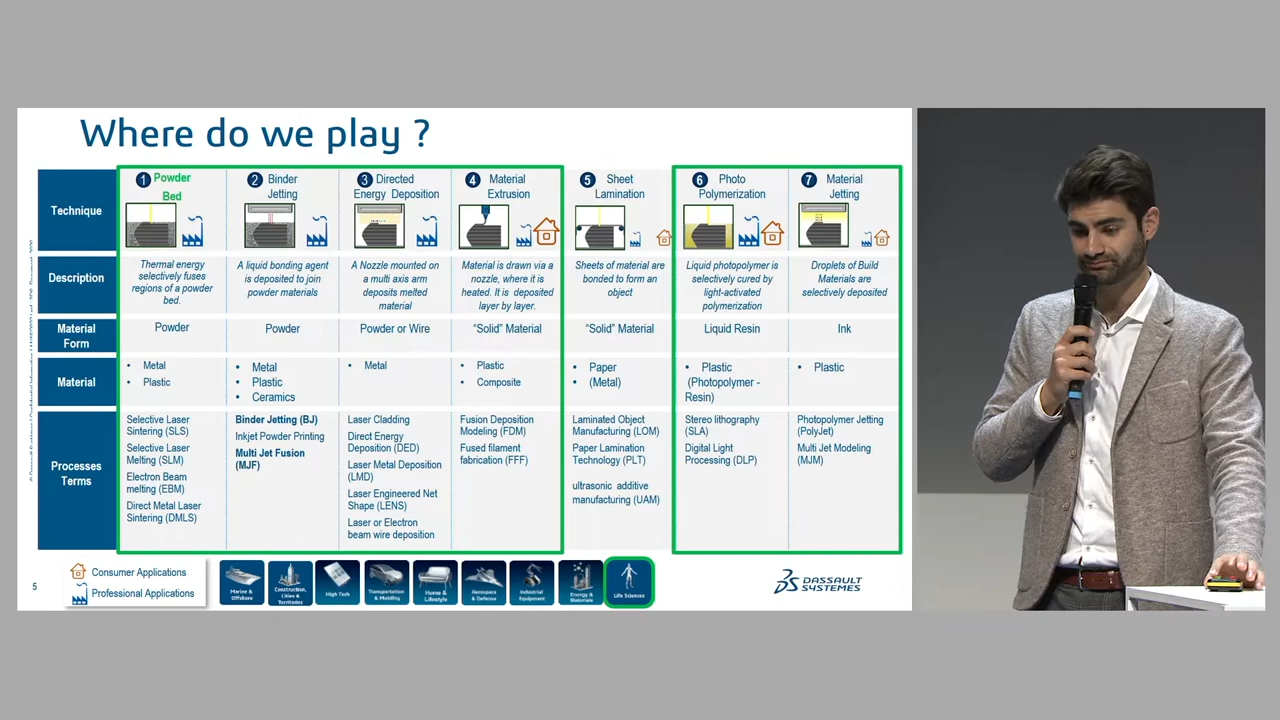 Where do we play ?
Technique
1 Powder
Bed
2 Binder
Jetting
3 Directed
Energy Deposition
4 Material
Extrusion
5 Sheet
Lamination
6 Photo
Polymerization
7 Material
Jetting
Description
Thermal energy
selectively fuses
regions of a powder
bed.
A liquid bonding agent
is deposited to join
powder materials
A Nozzle mounted on
a multi axis arm
deposits melted
material
Material is drawn via a
nozzle, where it is
heated. It is deposited
layer by layer.
Sheets of material are
bonded to form an
object
Liquid photopolymer is
selectively cured by
light-activated
polymerization
Droplets of Build
Materials are
selectively deposited
Material
Form
Powder
Powder
Powder or Wire
“Solid” Material
“Solid” Material
Liquid Resin
Ink
Material
• Metal
• Plastic
• Metal
• Plastic
• Ceramics
• Metal
• Plastic
• Composite
• Paper
• (Metal)
• Plastic
(Photopolymer -
Resin)
• Plastic
Processes
Terms
Selective Laser
Sintering (SLS)
Selective Laser
Melting (SLM)
Electron Beam
melting (EBM)
Direct Metal Laser
Sintering (DMLS)
Binder Jetting (BJ)
Inkjet Powder Printing
Multi Jet Fusion
(MJF)
Laser Cladding
Direct Energy
Deposition (DED)
Laser Metal Deposition
(LMD)
Laser Engineered Net
Shape (LENS)
Laser or Electron
beam wire deposition
Fusion Deposition
Modeling (FDM)
Fused filament
fabrication (FFF)
Laminated Object
Manufacturing (LOM)
Paper Lamination
Technology (PLT)
ultrasonic additive
manufacturing (UAM)
Stereo lithography
(SLA)
Digital Light
Processing (DLP)
Photopolymer Jetting
(PolyJet)
Multi Jet Modeling
(MJM)
5
Consumer Applications
Professional Applications
Marine &
Offshore
Construction,
Cities &
Territories
High Tech
Transportation
& Mobility
Home &
Lifestyle
Aerospace
& Defense
Industrial
Equipment
Energy &
Materials
Life Sciences
DASSAULT
SYSTEMES